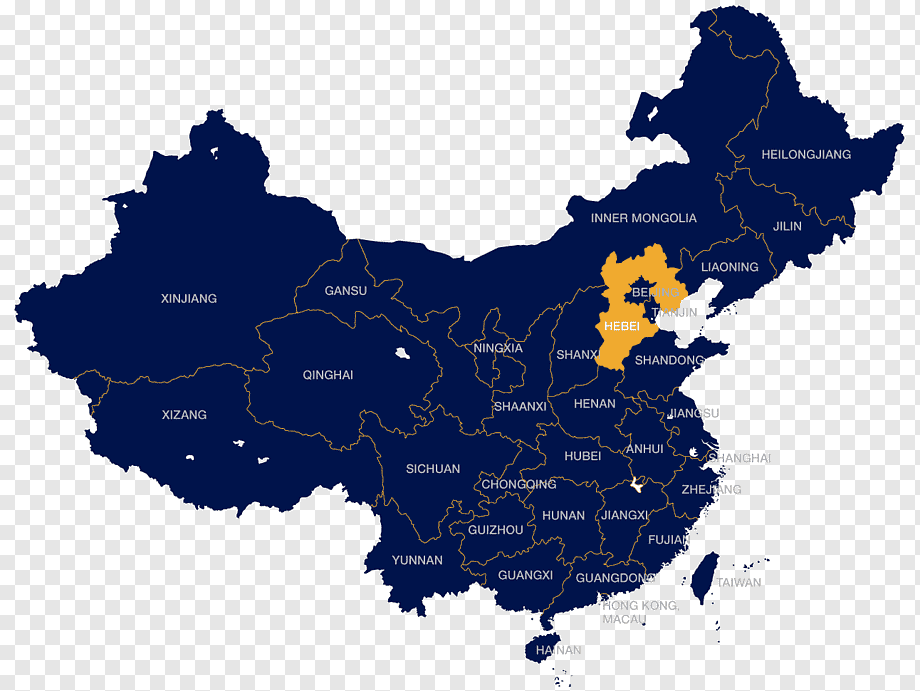 HEILONGJIANG
INNER MONGOLIA
JILIN
LIAONING
XINJIANG
GANSU
BEIJING
TIANJIN
HEBEI
NINGXIA
SHANX
SHANDONG
QINGHAI
SHAANXI
HENAN
JIANGSU
XIZANG
ANHUI
HUBEI
SHANGHAI
SICHUAN
CHONGQING
ZHEJIANG
HUNAN
JIANGXI
GUIZHOU
FUJIAN
YUNNAN
GUANGXI
GUANGDONG
TAIWAN
HONG KONG,
MACAU
HAINAN